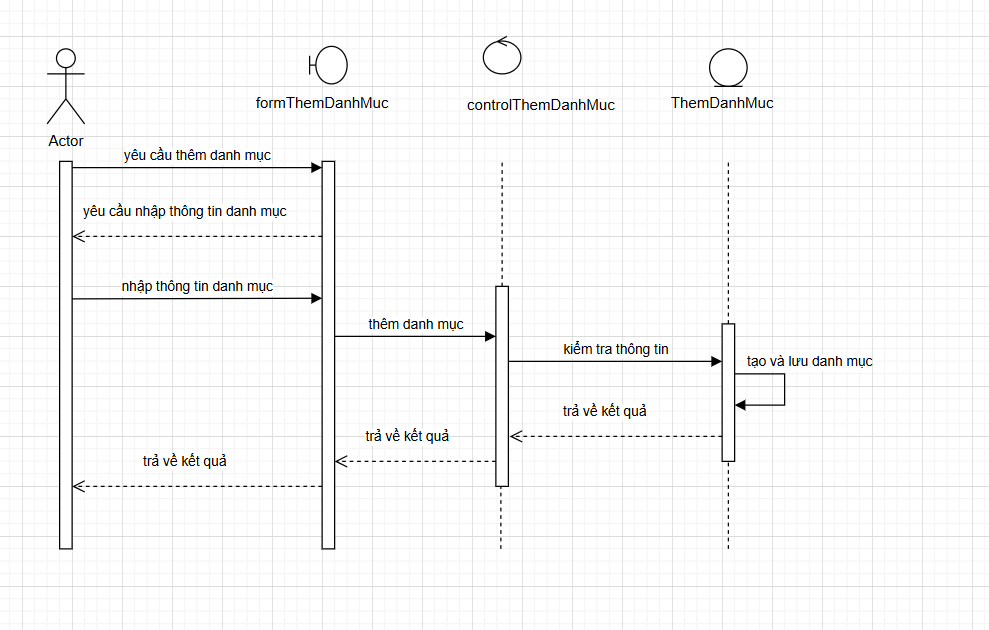 formThemDanhMuc
controlThemDanhMuc
ThemDanhMuc
Actor
yêu cầu thêm danh mục
yêu cầu nhập thông tin danh mục
nhập thông tin danh mục
thêm danh mục
kiểm tra thông tin
tạo và lưu danh mục
trả về kết quả
trả về kết quả
trả về kết quả